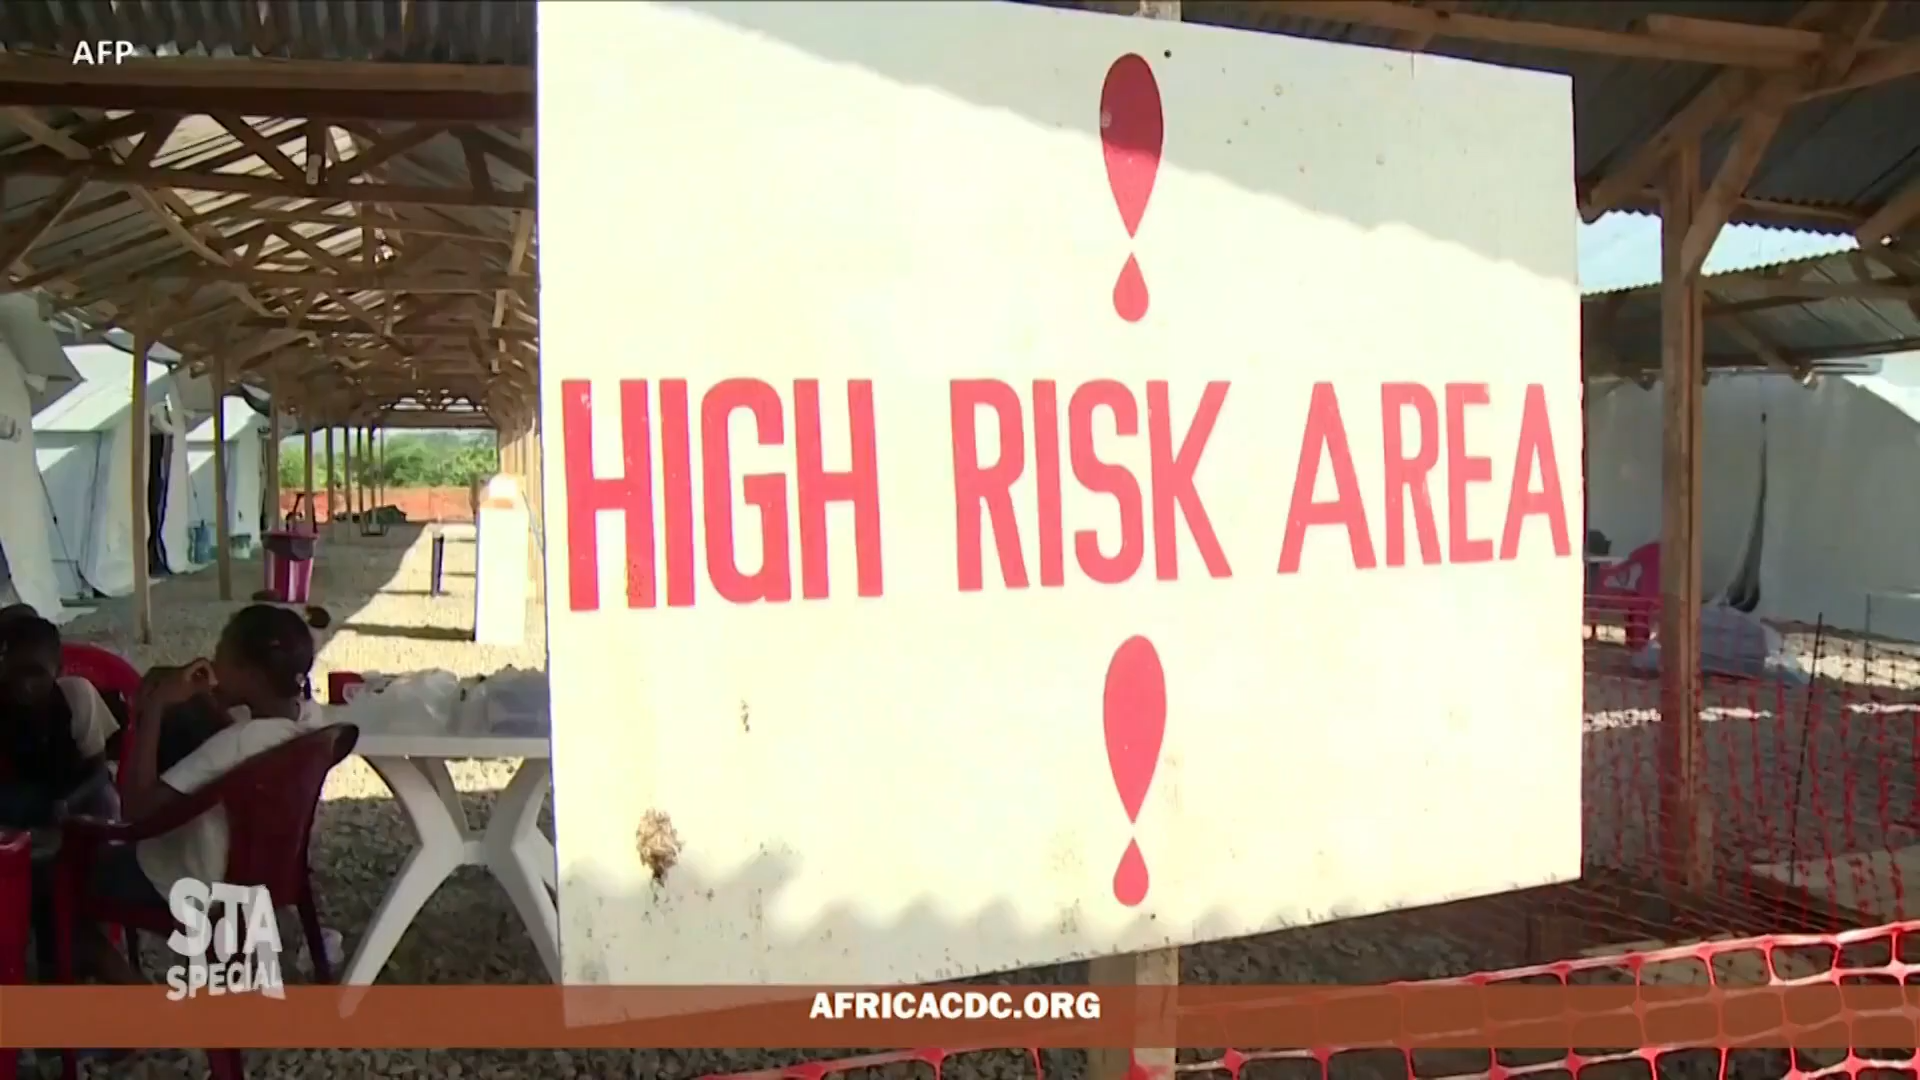 AFP
!
HIGH RISK AREA
!
STA
SPECIAL
AFRICACDC.ORG